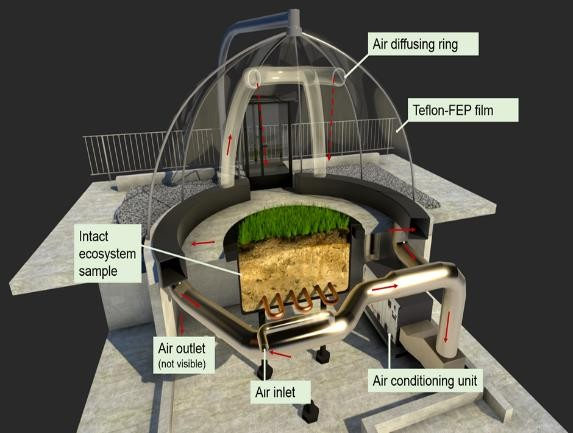 Air diffusing ring
Teflon-FEP film
Intact
ecosystem
sample
Air outlet
(not visible)
Air inlet
Air conditioning unit